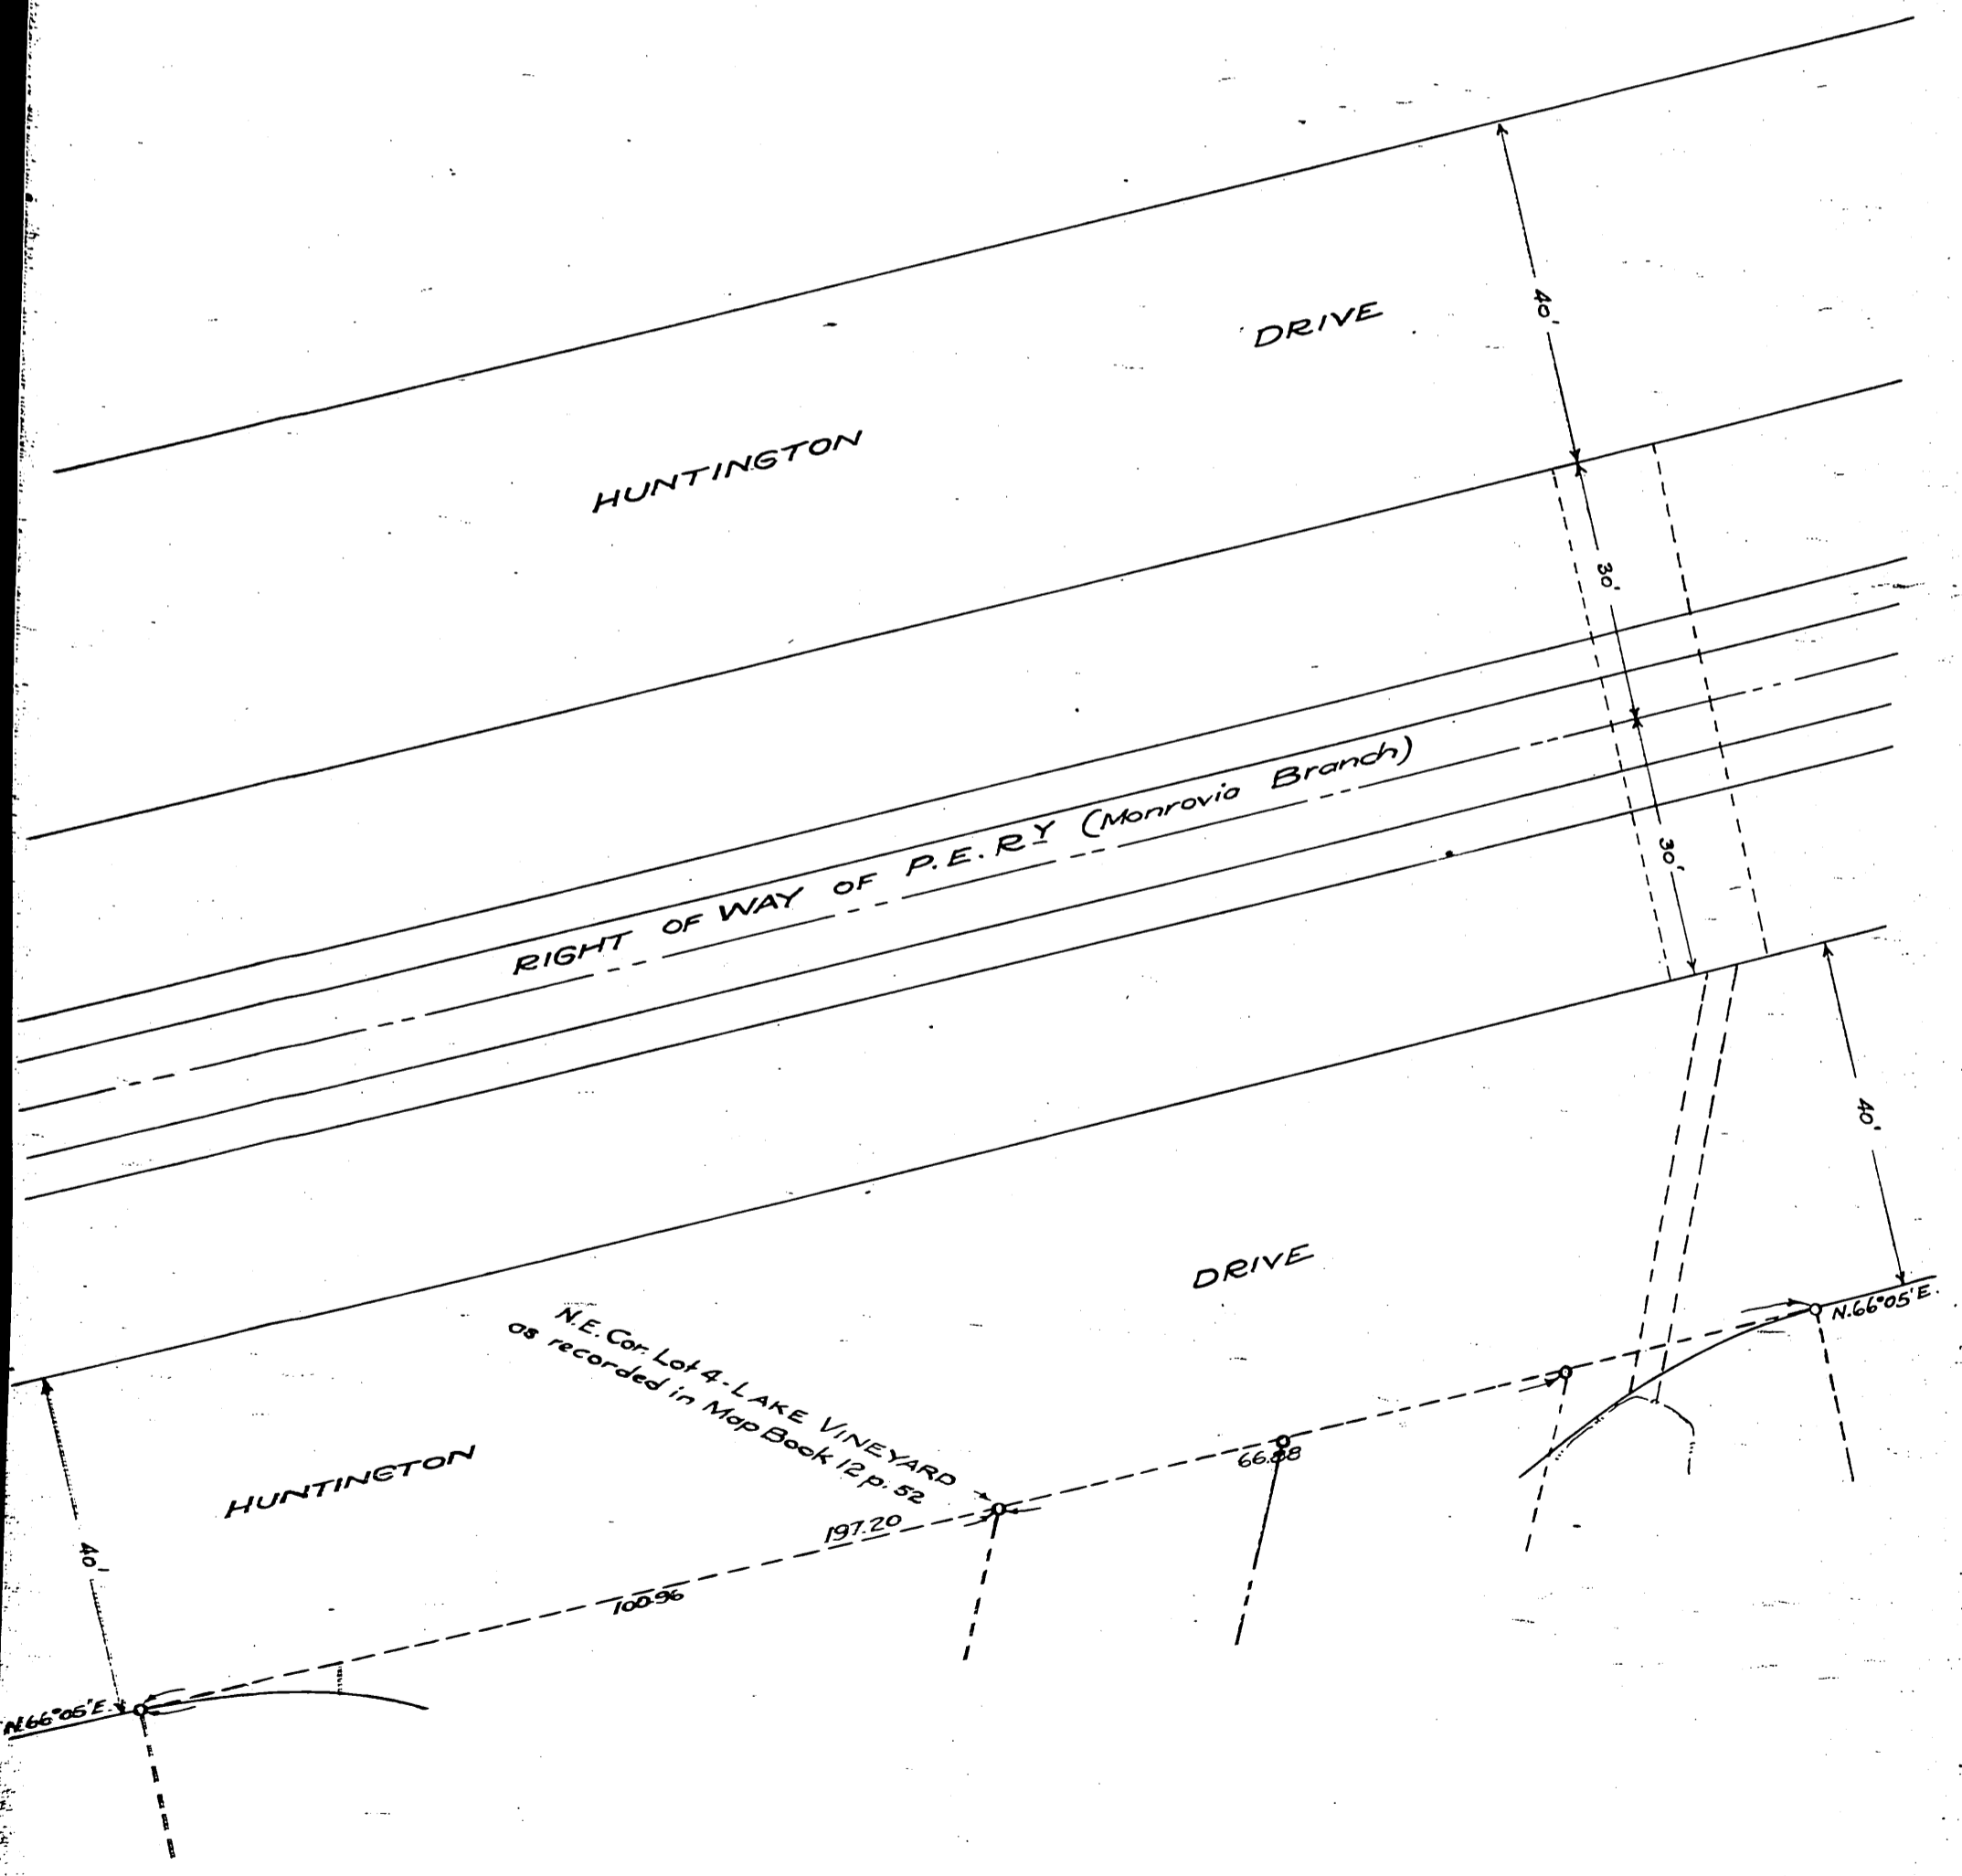 40'
DRIVE
HUNTINGTON
30'
RIGHT OF WAY OF P.E.RY (Monrovia Branch)
30'
40'
DRIVE
N.66°05'E.
N.E. Cor. Lot 4 - LAKE VINEYARD
as recorded in Map Book 12 p. 52
66.88
HUNTINGTON
197.20
40'
100.96
N.66°05'E.